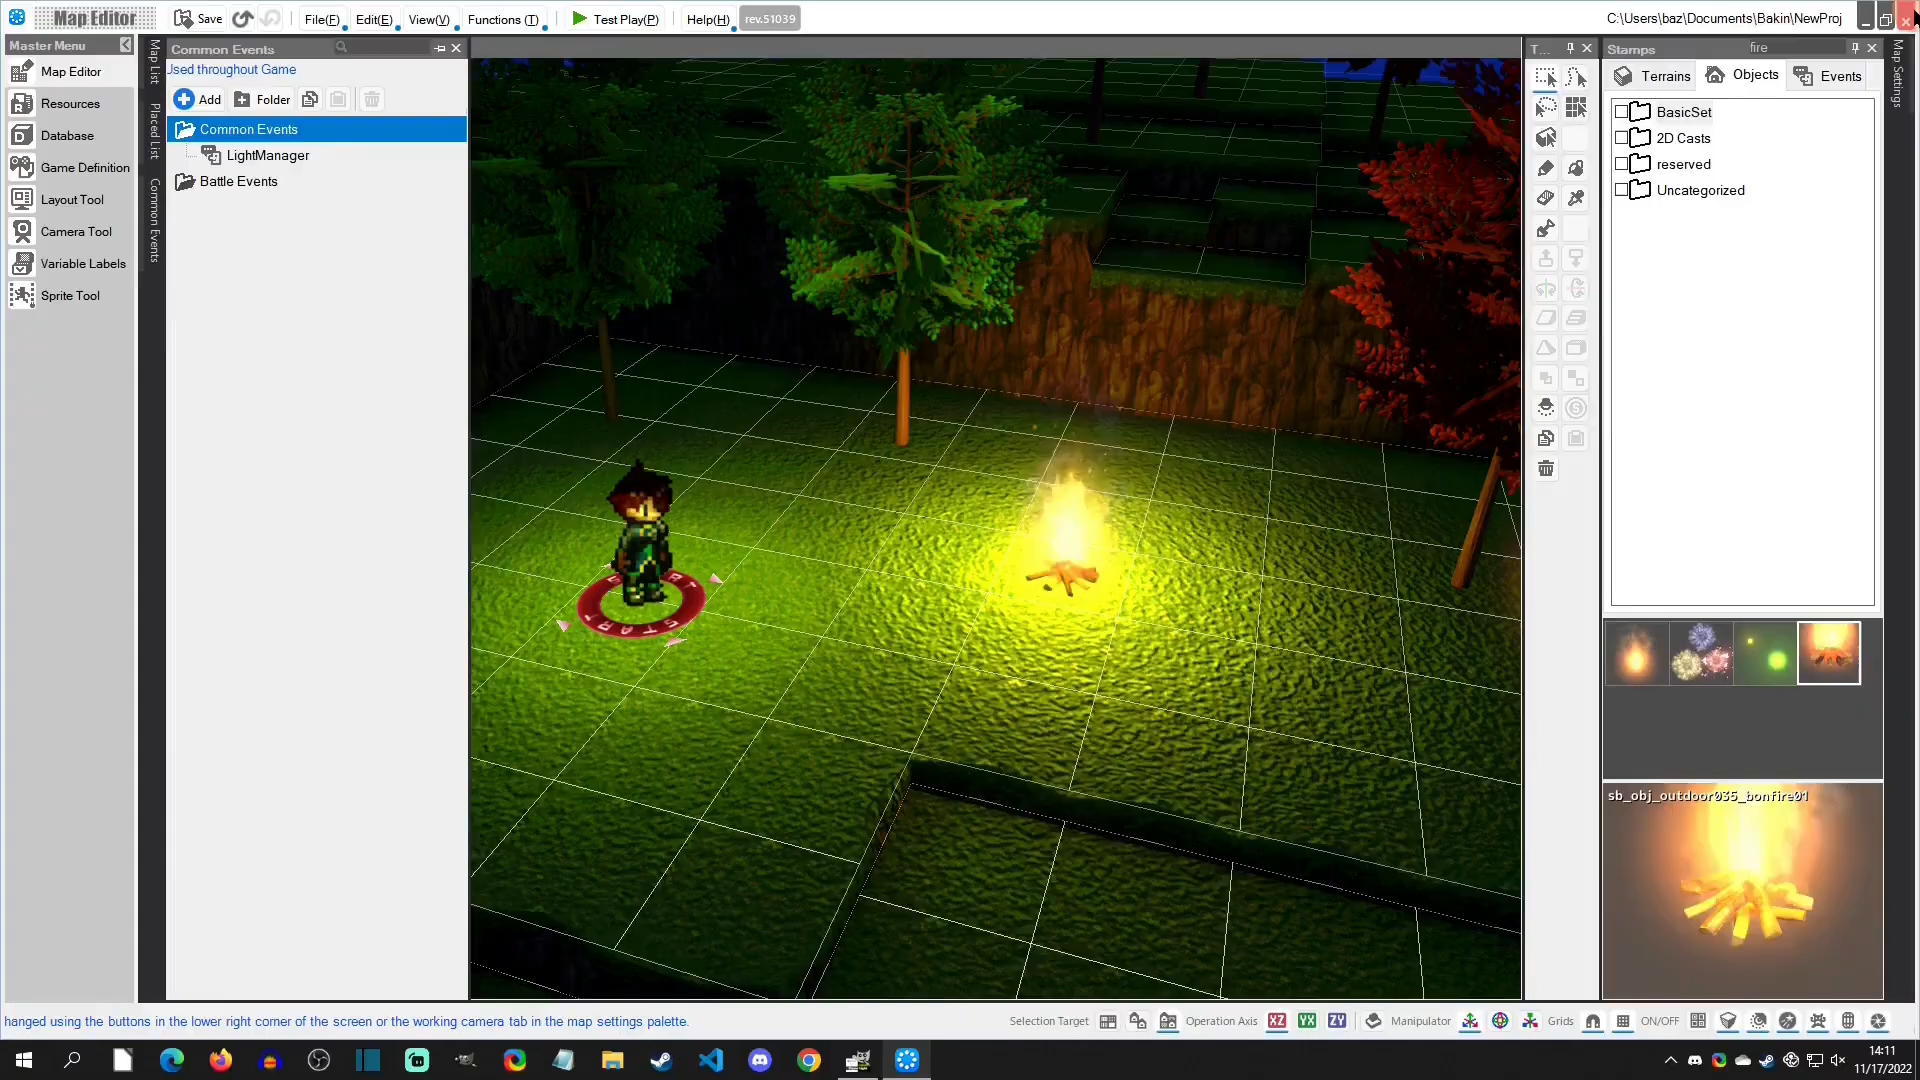 Map Editor
Save
File(F)
Edit(E)
View(V)
Functions (T)
Test Play(P)
Help(H)
rev.51039
C:\Users\baz\Documents\Bakin\NewProj
Master Menu
Map Editor
Resources
Database
Game Definition
Layout Tool
Camera Tool
Variable Labels
Sprite Tool
Map List
Placed List
Common Events
Common Events
Used throughout Game
Add
Folder
Common Events
LightManager
Battle Events
START
T...
Stamps
fire
Terrains
Objects
Events
BasicSet
2D Casts
reserved
Uncategorized
Map Settings
sb_obj_outdoor035_bonfire01
hanged using the buttons in the lower right corner of the screen or the working camera tab in the map settings palette.
Selection Target
Operation Axis
XZ
YX
ZY
Manipulator
Grids
ON/OFF
14:11
11/17/2022